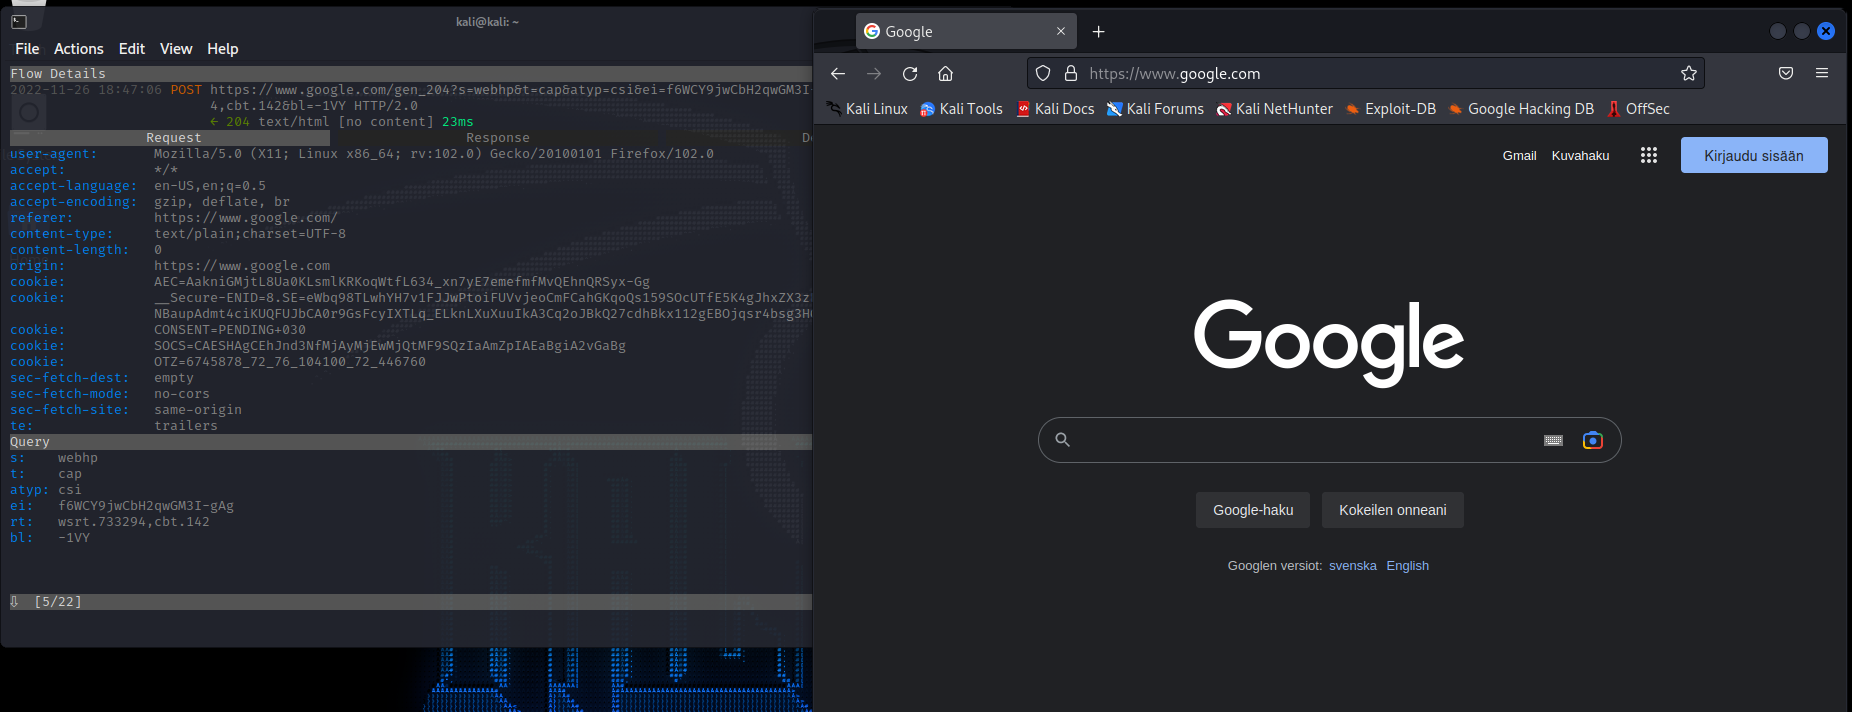 kali@kali: ~
File Actions Edit View Help
Flow Details
2022-11-26 18:47:06 POST https://www.google.com/gen_204?s=webhp&t=cap&atyp=csi&ei=f6WCY9jwCbH2qwGM3I-
4,cbt.142&bl=-1VY HTTP/2.0
← 204 text/html [no content] 23ms
Request Response
user-agent: Mozilla/5.0 (X11; Linux x86_64; rv:102.0) Gecko/20100101 Firefox/102.0
accept: */*
accept-language: en-US,en;q=0.5
accept-encoding: gzip, deflate, br
referer: https://www.google.com/
content-type: text/plain;charset=UTF-8
content-length: 0
origin: https://www.google.com
cookie: AEC=AakniGMjtL8Ua0KLsmlKRKoqWtfL634_xn7yE7emefmfMvQEhnQRSyx-Gg
cookie: __Secure-ENID=8.SE=eWbq98TLwhYH7v1FJJwPtoiFUVvjeoCmFCahGKqoQs159SOcUTfE5K4gJhxZX3z
NBaupAdmt4ciKUQFUJbCA0r9GsFcyIXTLq_ELknLXuXuuIkA3Cq2oJBkQ27cdhBkx112gEBOjqsr4bsg3H
cookie: CONSENT=PENDING+030
cookie: SOCS=CAESHAgCEhJnd3NfMjAyMjEwMjQtMF9SQzIaAmZpIAEaBgiA2vGaBg
cookie: OTZ=6745878_72_76_104100_72_446760
sec-fetch-dest: empty
sec-fetch-mode: no-cors
sec-fetch-site: same-origin
te: trailers
Query
s: webhp
t: cap
atyp: csi
ei: f6WCY9jwCbH2qwGM3I-gAg
rt: wsrt.733294,cbt.142
bl: -1VY
⇩ [5/22]
Google
https://www.google.com
Kali Linux Kali Tools Kali Docs Kali Forums Kali NetHunter Exploit-DB Google Hacking DB OffSec
Gmail Kuvahaku Kirjaudu sisään
Google
Google-haku Kokeilen onneani
Googlen versiot: svenska English